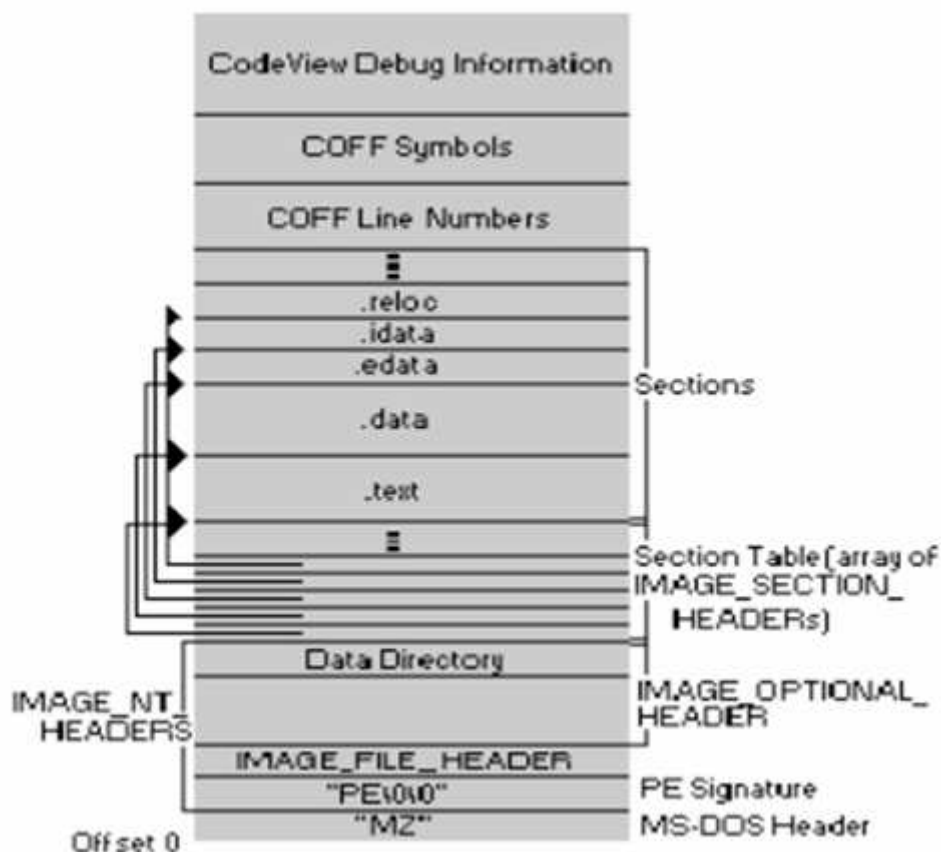 CodeView Debug Information
COFF Symbols
COFF Line Numbers
.reloc
.idata
.edata
.data
.text
Sections
Section Table (array of
IMAGE_SECTION_
HEADERs)
Data Directory
IMAGE_NT_
HEADERS
IMAGE_OPTIONAL_
HEADER
IMAGE_FILE_HEADER
"PE\0\0"
PE Signature
"MZ"
MS-DOS Header
Offset 0